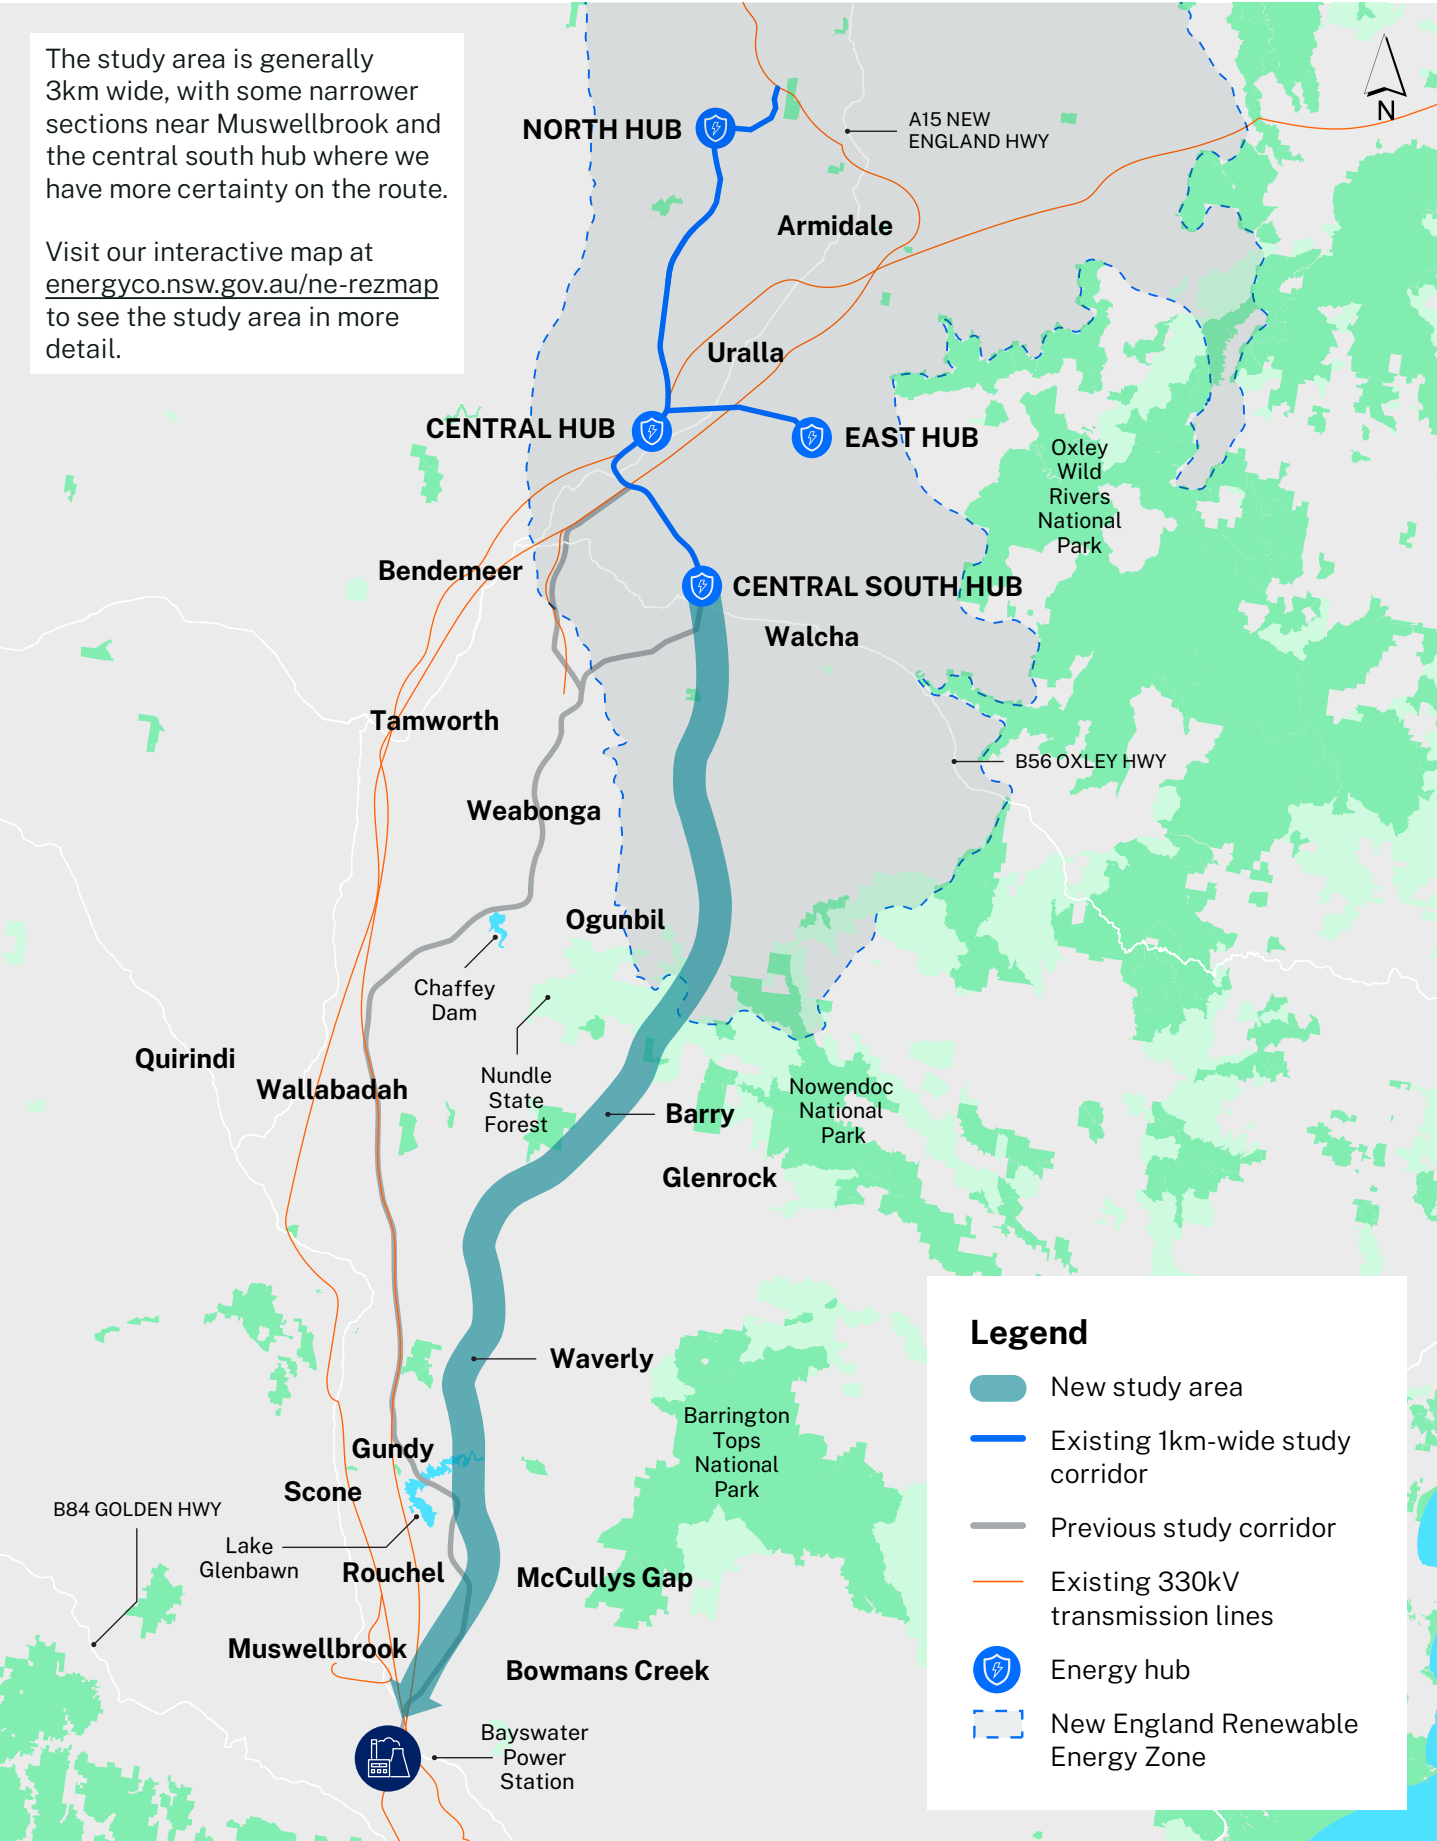 The study area is generally
3km wide, with some narrower
sections near Muswellbrook and
the central south hub where we
have more certainty on the route.
Visit our interactive map at
energyco.nsw.gov.au/ne-rezmap
to see the study area in more
detail.
N
NORTH HUB
A15 NEW
ENGLAND HWY
Armidale
Uralla
CENTRAL HUB
EAST HUB
Oxley
Wild
Rivers
National
Park
Bendemeer
CENTRAL SOUTH HUB
Walcha
Tamworth
B56 OXLEY HWY
Weabonga
Ogunbil
Chaffey
Dam
Quirindi
Wallabadah
Nundle
State
Forest
Barry
Nowendoc
National
Park
Glenrock
Waverly
Barrington
Tops
National
Park
Gundy
Scone
B84 GOLDEN HWY
Lake
Glenbawn
Rouchel
McCullys Gap
Muswellbrook
Bowmans Creek
Bayswater
Power
Station
Legend
New study area
Existing 1km-wide study
corridor
Previous study corridor
Existing 330kV
transmission lines
Energy hub
New England Renewable
Energy Zone